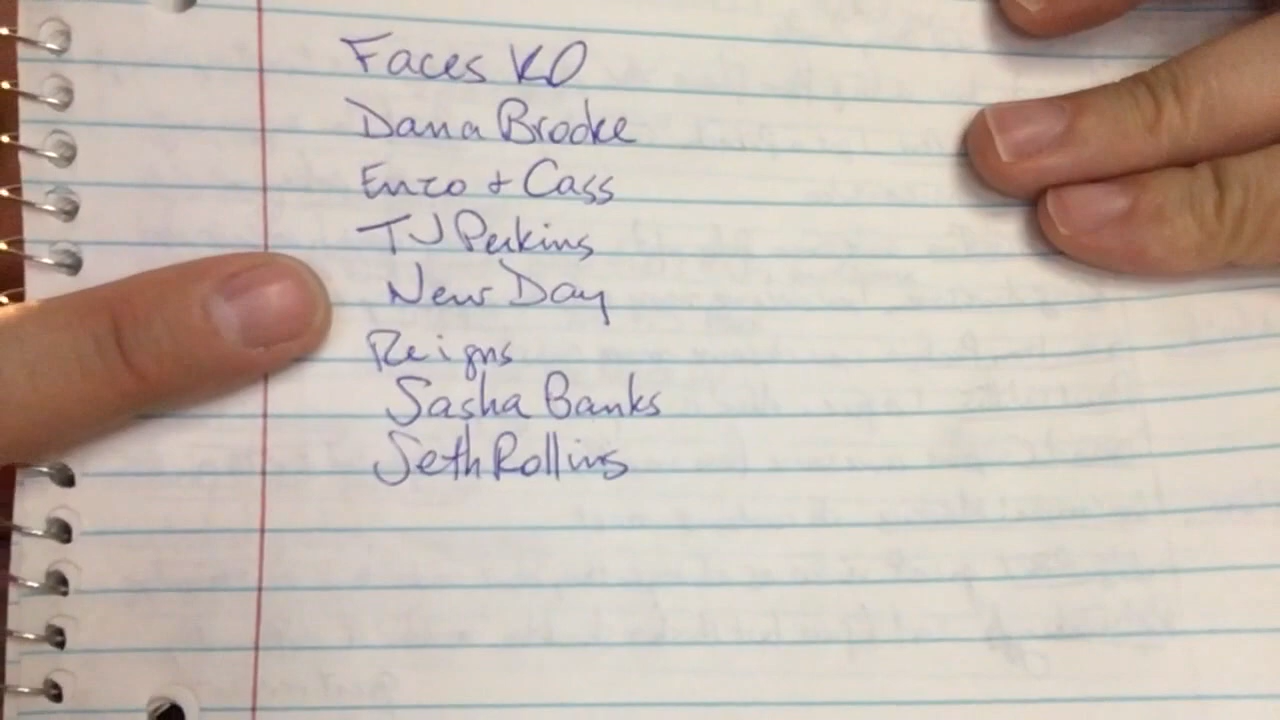 Faces KO
Dana Brooke
Enzo + Cass
TJ Perkins
New Day
Reigns
Sasha Banks
Seth Rollins